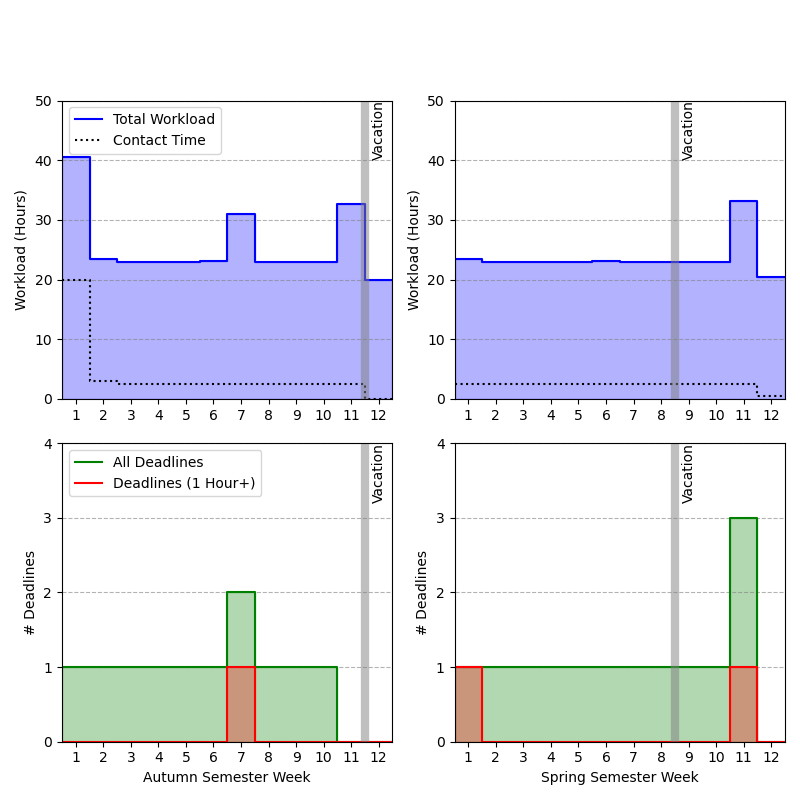 50
40
30
20
10
0
Workload (Hours)
Total Workload
Contact Time
Vacation
1 2 3 4 5 6 7 8 9 10 11 12
50
40
30
20
10
0
Workload (Hours)
Vacation
1 2 3 4 5 6 7 8 9 10 11 12
4
3
2
1
0
# Deadlines
All Deadlines
Deadlines (1 Hour+)
Vacation
1 2 3 4 5 6 7 8 9 10 11 12
Autumn Semester Week
4
3
2
1
0
# Deadlines
Vacation
1 2 3 4 5 6 7 8 9 10 11 12
Spring Semester Week